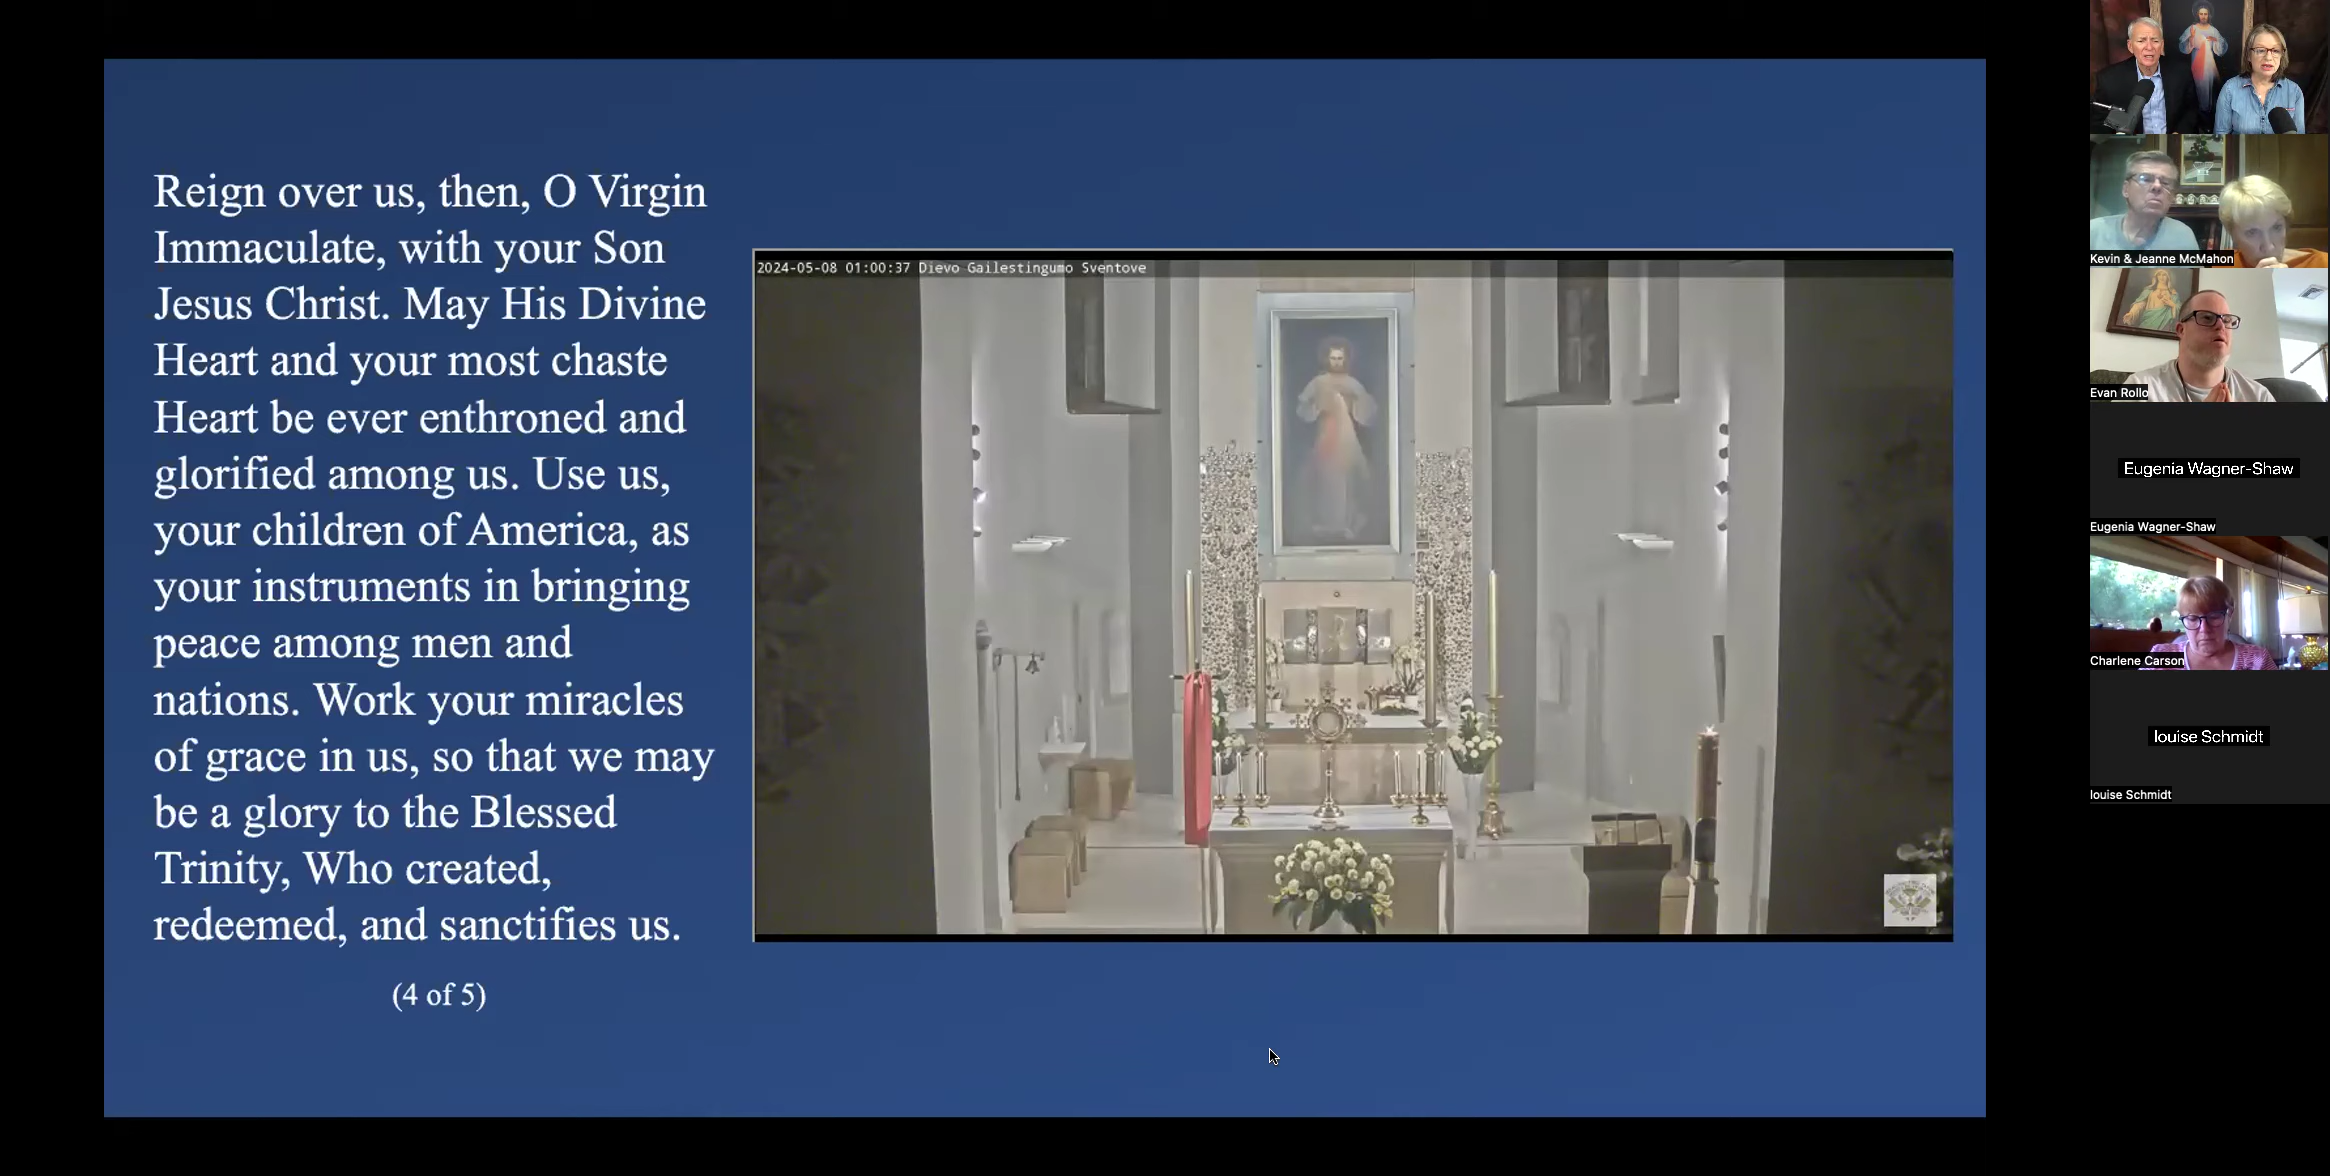 Reign over us, then, O Virgin
Immaculate, with your Son
Jesus Christ. May His Divine
Heart and your most chaste
Heart be ever enthroned and
glorified among us. Use us,
your children of America, as
your instruments in bringing
peace among men and
nations. Work your miracles
of grace in us, so that we may
be a glory to the Blessed
Trinity, Who created,
redeemed, and sanctifies us.
(4 of 5)
2024-05-08 01:00:37 Dievo Gailestingumo Sventove
Kevin & Jeanne McMahon
Evan Rollo
Eugenia Wagner-Shaw
Eugenia Wagner-Shaw
Charlene Carson
louise Schmidt
louise Schmidt